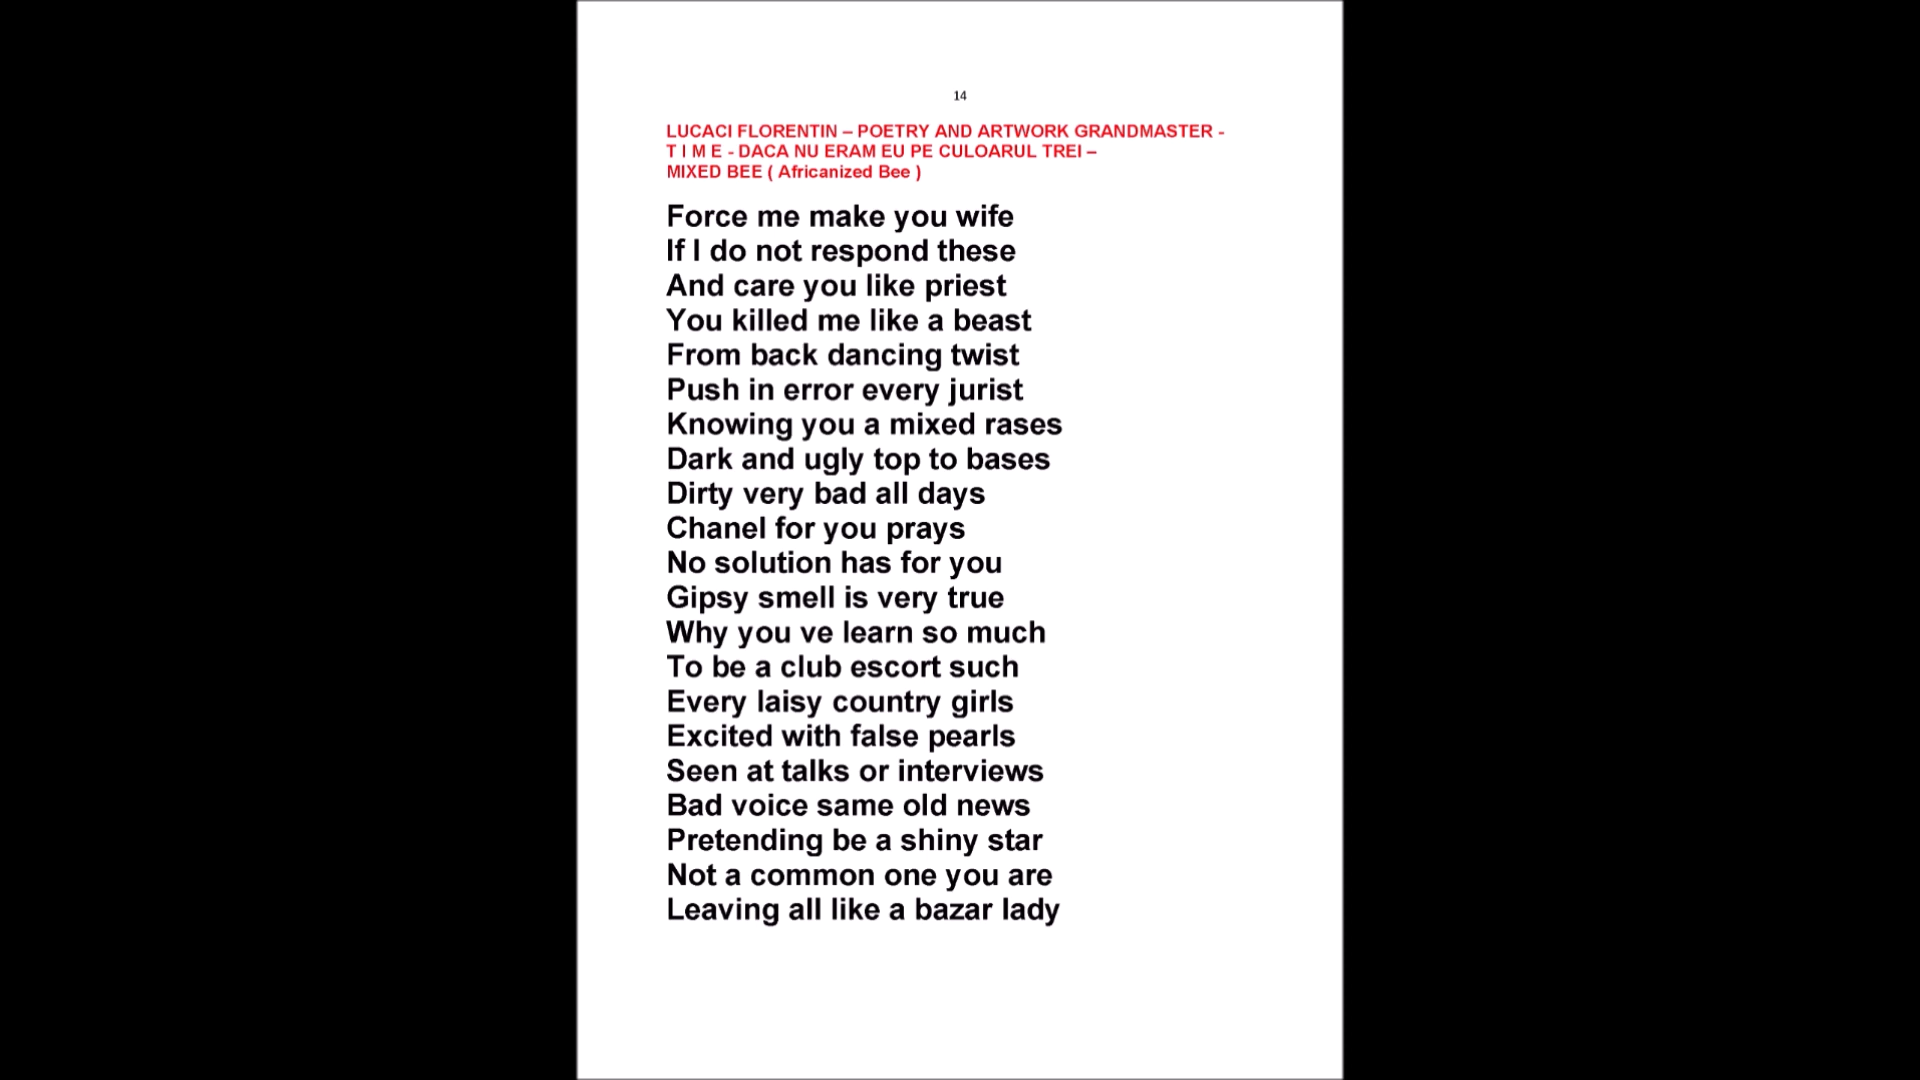 14
LUCACI FLORENTIN – POETRY AND ARTWORK GRANDMASTER -
T I M E - DACA NU ERAM EU PE CULOARUL TREI –
MIXED BEE ( Africanized Bee )
Force me make you wife
If I do not respond these
And care you like priest
You killed me like a beast
From back dancing twist
Push in error every jurist
Knowing you a mixed rases
Dark and ugly top to bases
Dirty very bad all days
Chanel for you prays
No solution has for you
Gipsy smell is very true
Why you ve learn so much
To be a club escort such
Every laisy country girls
Excited with false pearls
Seen at talks or interviews
Bad voice same old news
Pretending be a shiny star
Not a common one you are
Leaving all like a bazar lady